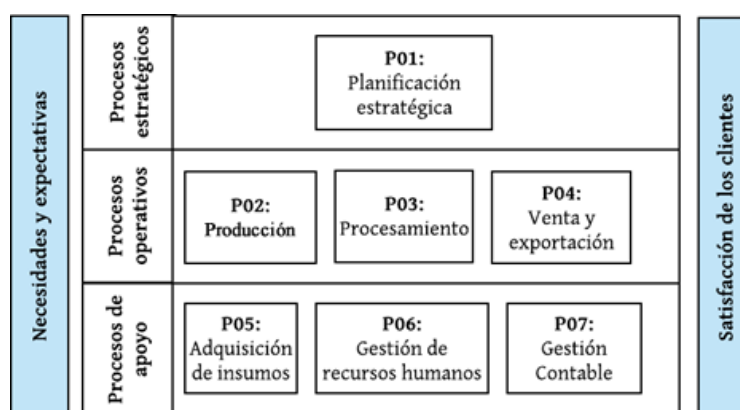 Necesidades y expectativas
Procesos
estratégicos
P01:
Planificación
estratégica
Procesos
operativos
P02:
Producción
P03:
Procesamiento
P04:
Venta y
exportación
Procesos de
apoyo
P05:
Adquisición
de insumos
P06:
Gestión de
recursos humanos
P07:
Gestión
Contable
Satisfacción de los clientes